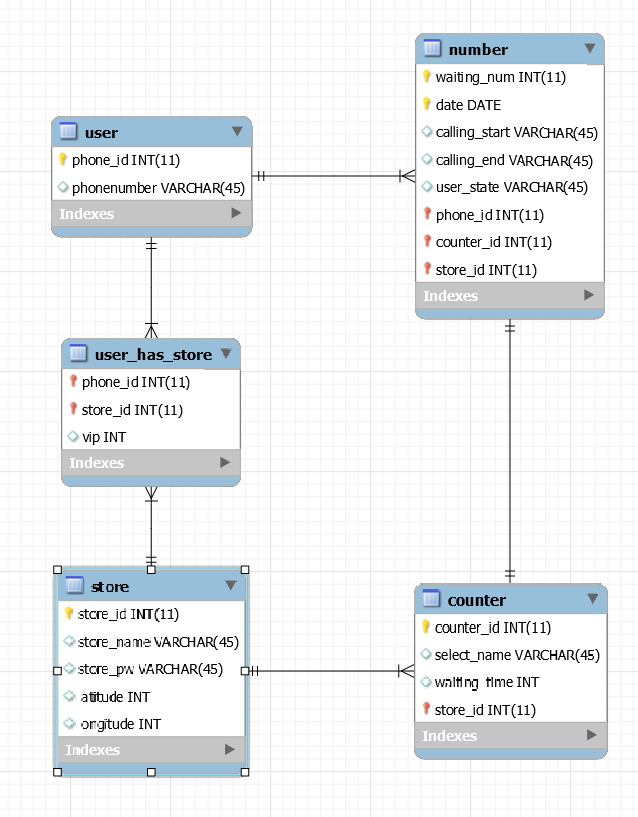 user
phone_id INT(11)
phonenumber VARCHAR(45)
Indexes
number
waiting_num INT(11)
date DATE
calling_start VARCHAR(45)
calling_end VARCHAR(45)
user_state VARCHAR(45)
phone_id INT(11)
counter_id INT(11)
store_id INT(11)
Indexes
user_has_store
phone_id INT(11)
store_id INT(11)
vip INT
Indexes
store
store_id INT(11)
store_name VARCHAR(45)
store_pw VARCHAR(45)
atitude INT
ongitude INT
Indexes
counter
counter_id INT(11)
select_name VARCHAR(45)
waiting_time INT
store_id INT(11)
Indexes